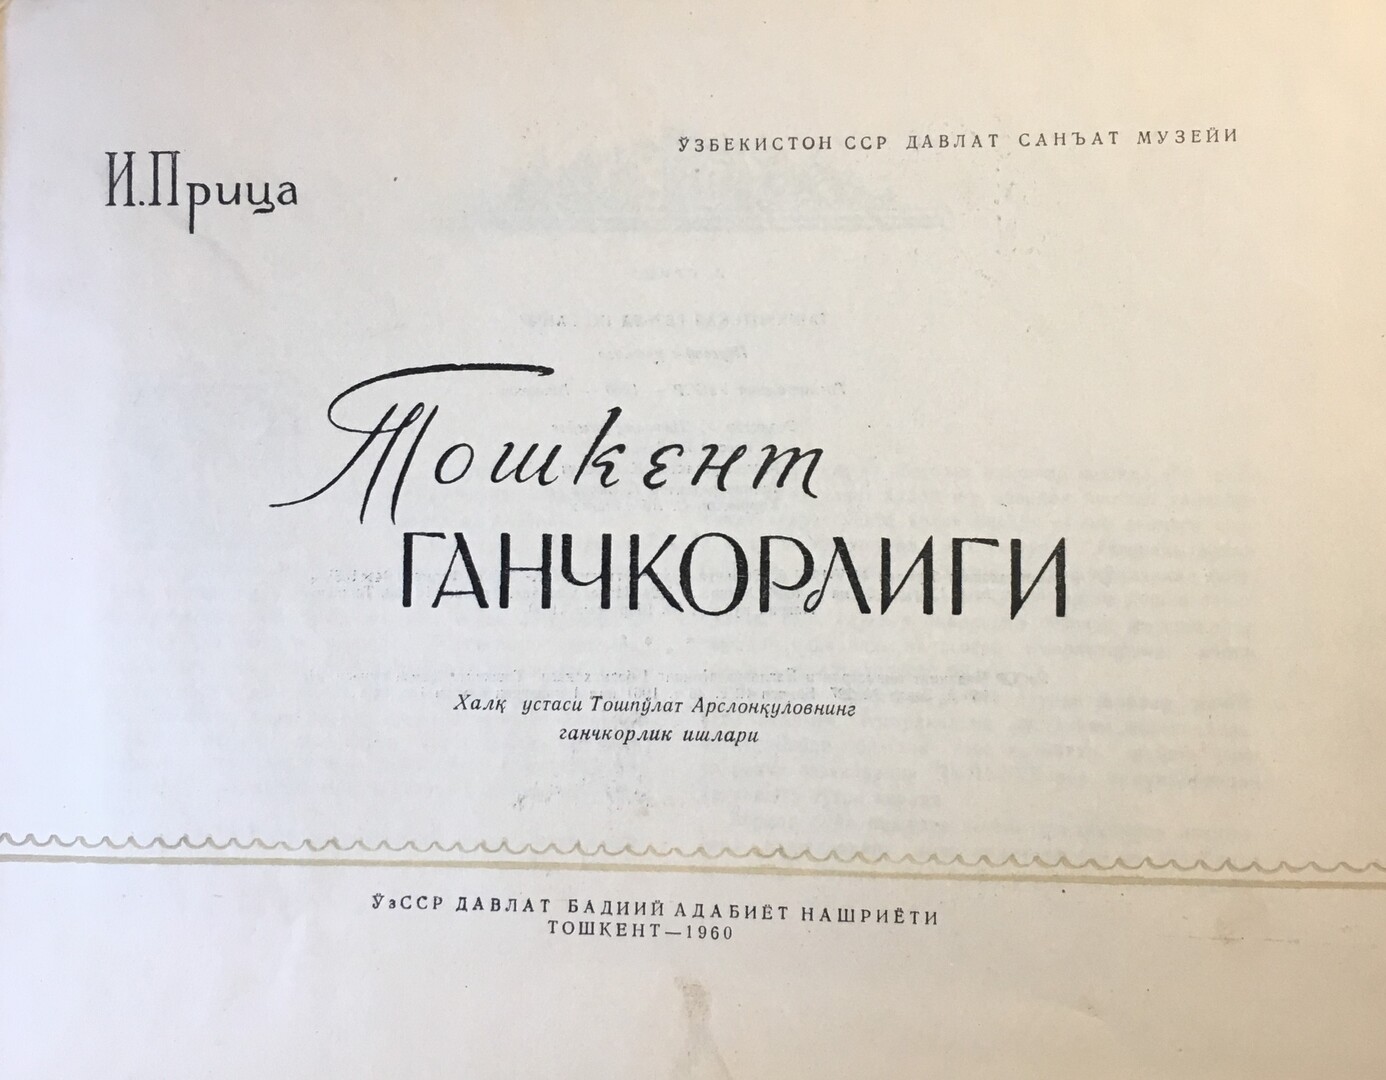 ЎЗБЕКИСТОН ССР ДАВЛАТ САНЪАТ МУЗЕЙИ
И.Прица
Тошкент
ГАНЧКОРЛИГИ
Халқ устаси Тошпўлат Арслонқуловнинг
ганчкорлик ишлари
ЎзССР ДАВЛАТ БАДИИЙ АДАБИЁТ НАШРИЁТИ
ТОШКЕНТ—1960